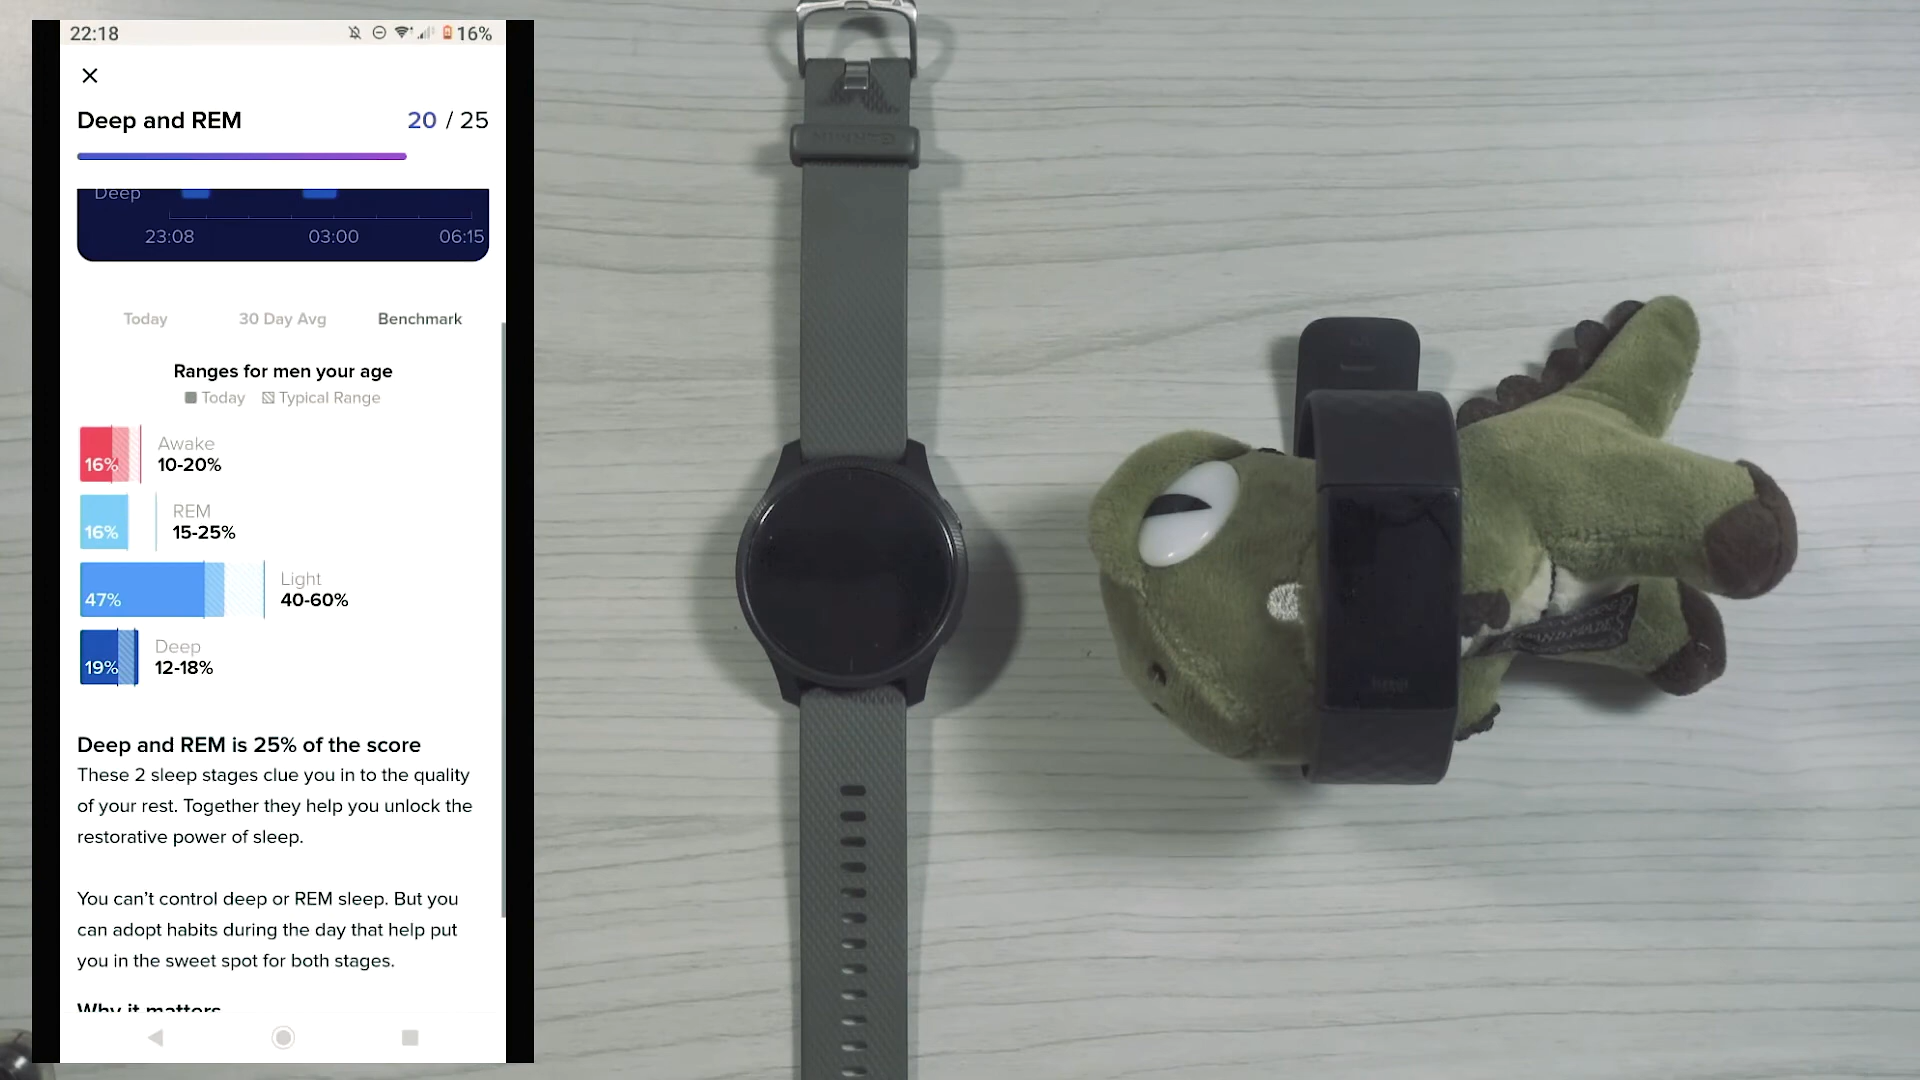 22:18
16%
Deep and REM
20 / 25
Deep
23:08 03:00 06:15
Today 30 Day Avg Benchmark
Ranges for men your age
Today Typical Range
Awake
16% 10-20%
REM
16% 15-25%
Light
47% 40-60%
Deep
19% 12-18%
Deep and REM is 25% of the score
These 2 sleep stages clue you in to the quality
of your rest. Together they help you unlock the
restorative power of sleep.
You can't control deep or REM sleep. But you
can adopt habits during the day that help put
you in the sweet spot for both stages.
Why it matters
GARMIN